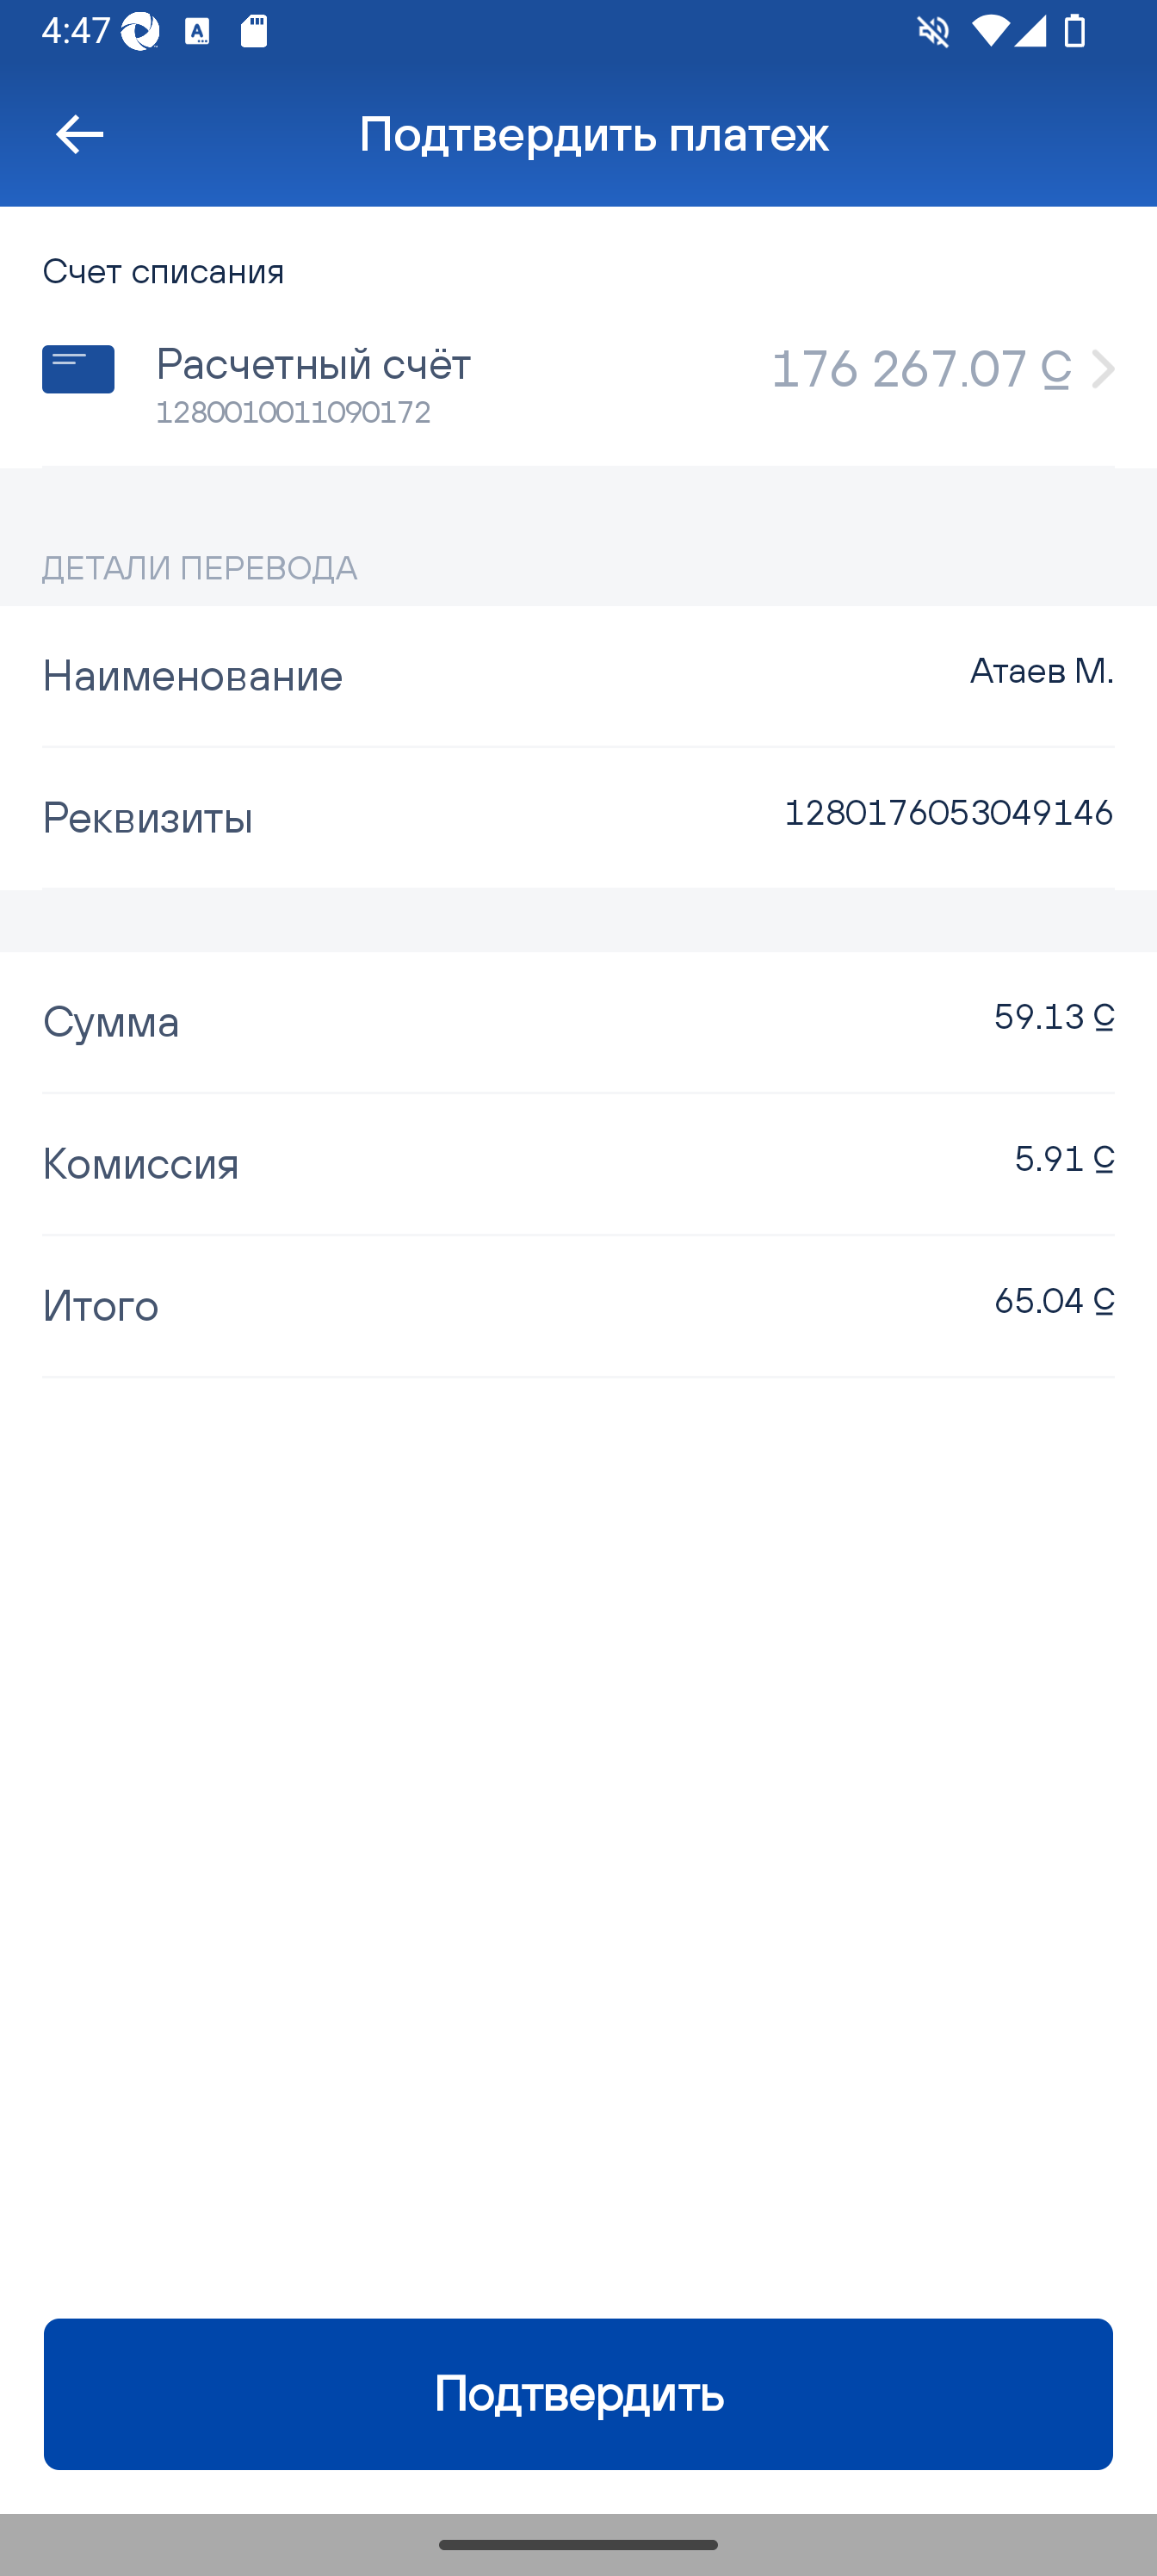 4:47
Подтвердить платеж
Счет списания
Расчетный счёт
176 267.07 С
1280010011090172
ДЕТАЛИ ПЕРЕВОДА
Наименование
Атаев М.
Реквизиты
1280176053049146
Сумма
59.13 С
Комиссия
5.91 С
Итого
65.04 С
Подтвердить